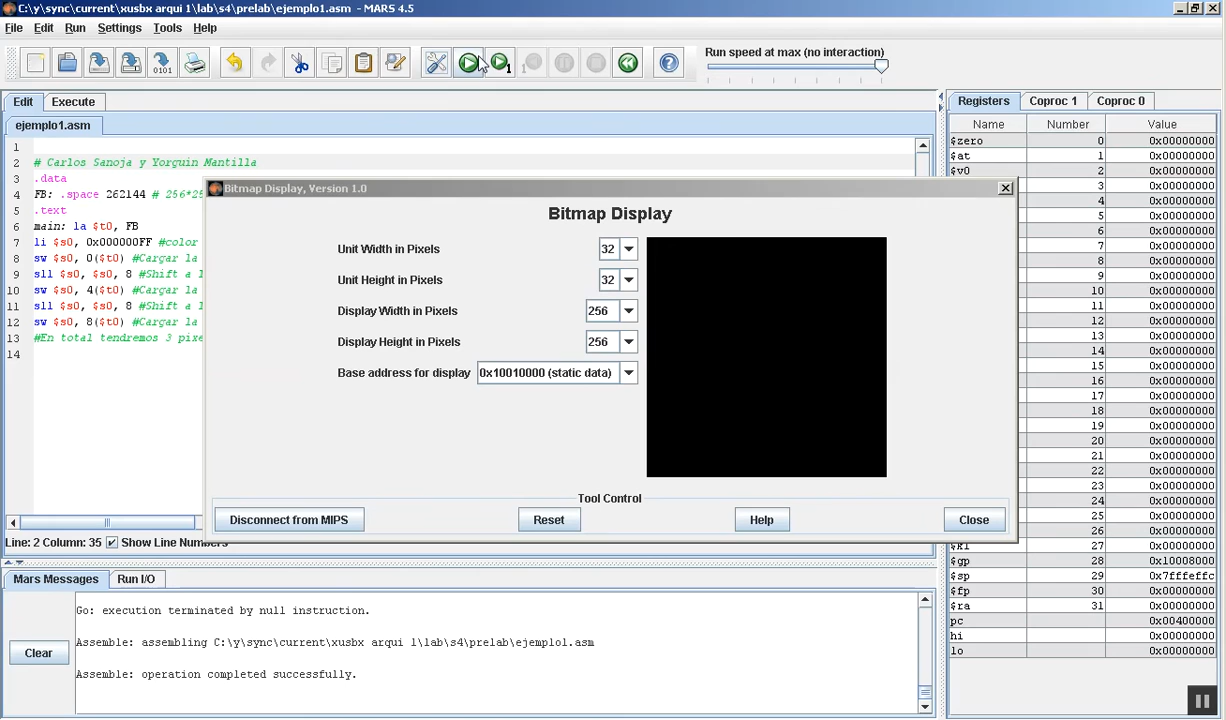 C:\y\sync\current\xusbx arqui 1\lab\s4\prelab\ejemplo1.asm - MARS 4.5
File Edit Run Settings Tools Help
Run speed at max (no interaction)
Edit Execute
ejemplo1.asm
1
2 # Carlos Sanoja y Yorguin Mantilla
3 .data
4 FB: .space 262144 # 256*25
5 .text
6 main: la $t0, FB
7 li $s0, 0x000000FF #color
8 sw $s0, 0($t0) #Cargar la
9 sll $s0, $s0, 8 #Shift a l
10 sw $s0, 4($t0) #Cargar la
11 sll $s0, $s0, 8 #Shift a l
12 sw $s0, 8($t0) #Cargar la
13 #En total tendremos 3 pixe
14
Line: 2 Column: 35 Show Line Numbers
Bitmap Display, Version 1.0
Bitmap Display
Unit Width in Pixels 32
Unit Height in Pixels 32
Display Width in Pixels 256
Display Height in Pixels 256
Base address for display 0x10010000 (static data)
Tool Control
Disconnect from MIPS Reset Help Close
Mars Messages Run I/O
Go: execution terminated by null instruction.
Assemble: assembling C:\y\sync\current\xusbx arqui 1\lab\s4\prelab\ejemplo1.asm
Assemble: operation completed successfully.
Clear
Registers Coproc 1 Coproc 0
Name Number Value
$zero 0 0x00000000
$at 1 0x00000000
$v0 2 0x00000000
3 0x00000000
4 0x00000000
5 0x00000000
6 0x00000000
7 0x00000000
8 0x00000000
9 0x00000000
10 0x00000000
11 0x00000000
12 0x00000000
13 0x00000000
14 0x00000000
15 0x00000000
16 0x00000000
17 0x00000000
18 0x00000000
19 0x00000000
20 0x00000000
21 0x00000000
22 0x00000000
23 0x00000000
24 0x00000000
25 0x00000000
26 0x00000000
$k1 27 0x00000000
$gp 28 0x10008000
$sp 29 0x7fffeffc
$fp 30 0x00000000
$ra 31 0x00000000
pc 0x00400000
hi 0x00000000
lo 0x00000000